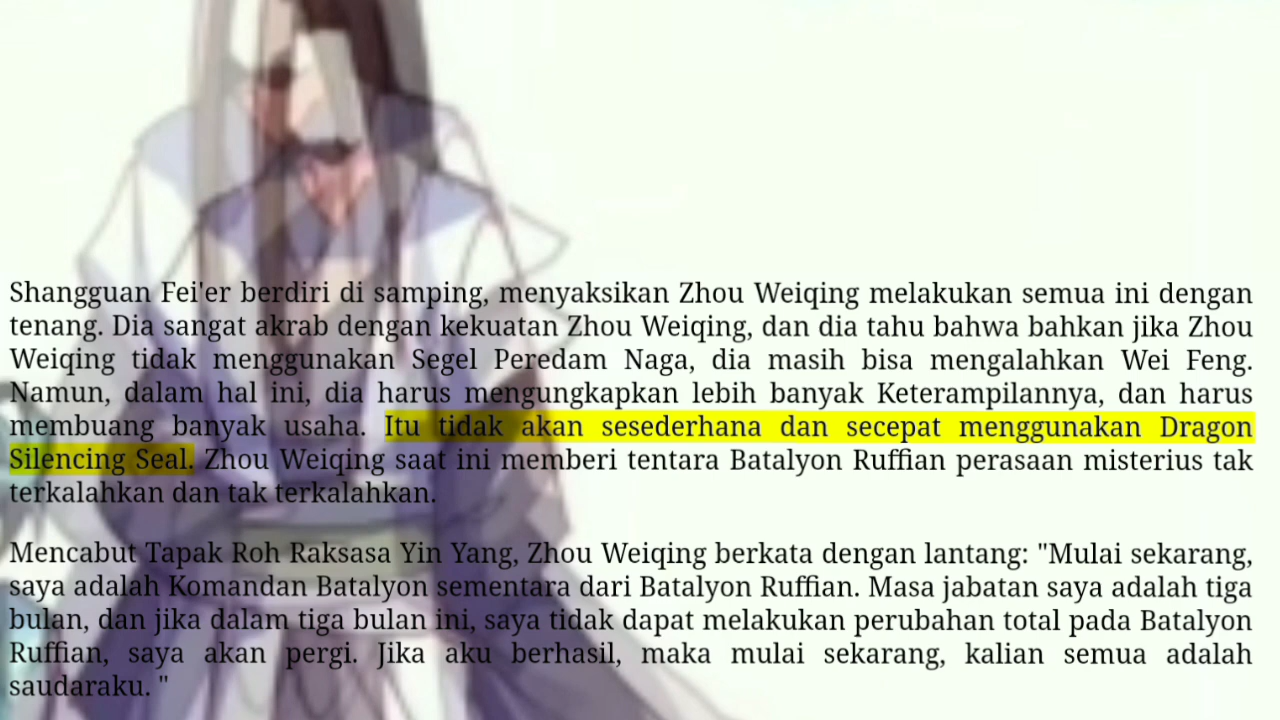 Shangguan Fei'er berdiri di samping, menyaksikan Zhou Weiqing melakukan semua ini dengan
tenang. Dia sangat akrab dengan kekuatan Zhou Weiqing, dan dia tahu bahwa bahkan jika Zhou
Weiqing tidak menggunakan Segel Peredam Naga, dia masih bisa mengalahkan Wei Feng.
Namun, dalam hal ini, dia harus mengungkapkan lebih banyak Keterampilannya, dan harus
membuang banyak usaha. Itu tidak akan sesederhana dan secepat menggunakan Dragon
Silencing Seal. Zhou Weiqing saat ini memberi tentara Batalyon Ruffian perasaan misterius tak
terkalahkan dan tak terkalahkan.
Mencabut Tapak Roh Raksasa Yin Yang, Zhou Weiqing berkata dengan lantang: "Mulai sekarang,
saya adalah Komandan Batalyon sementara dari Batalyon Ruffian. Masa jabatan saya adalah tiga
bulan, dan jika dalam tiga bulan ini, saya tidak dapat melakukan perubahan total pada Batalyon
Ruffian, saya akan pergi. Jika aku berhasil, maka mulai sekarang, kalian semua adalah
saudaraku. "